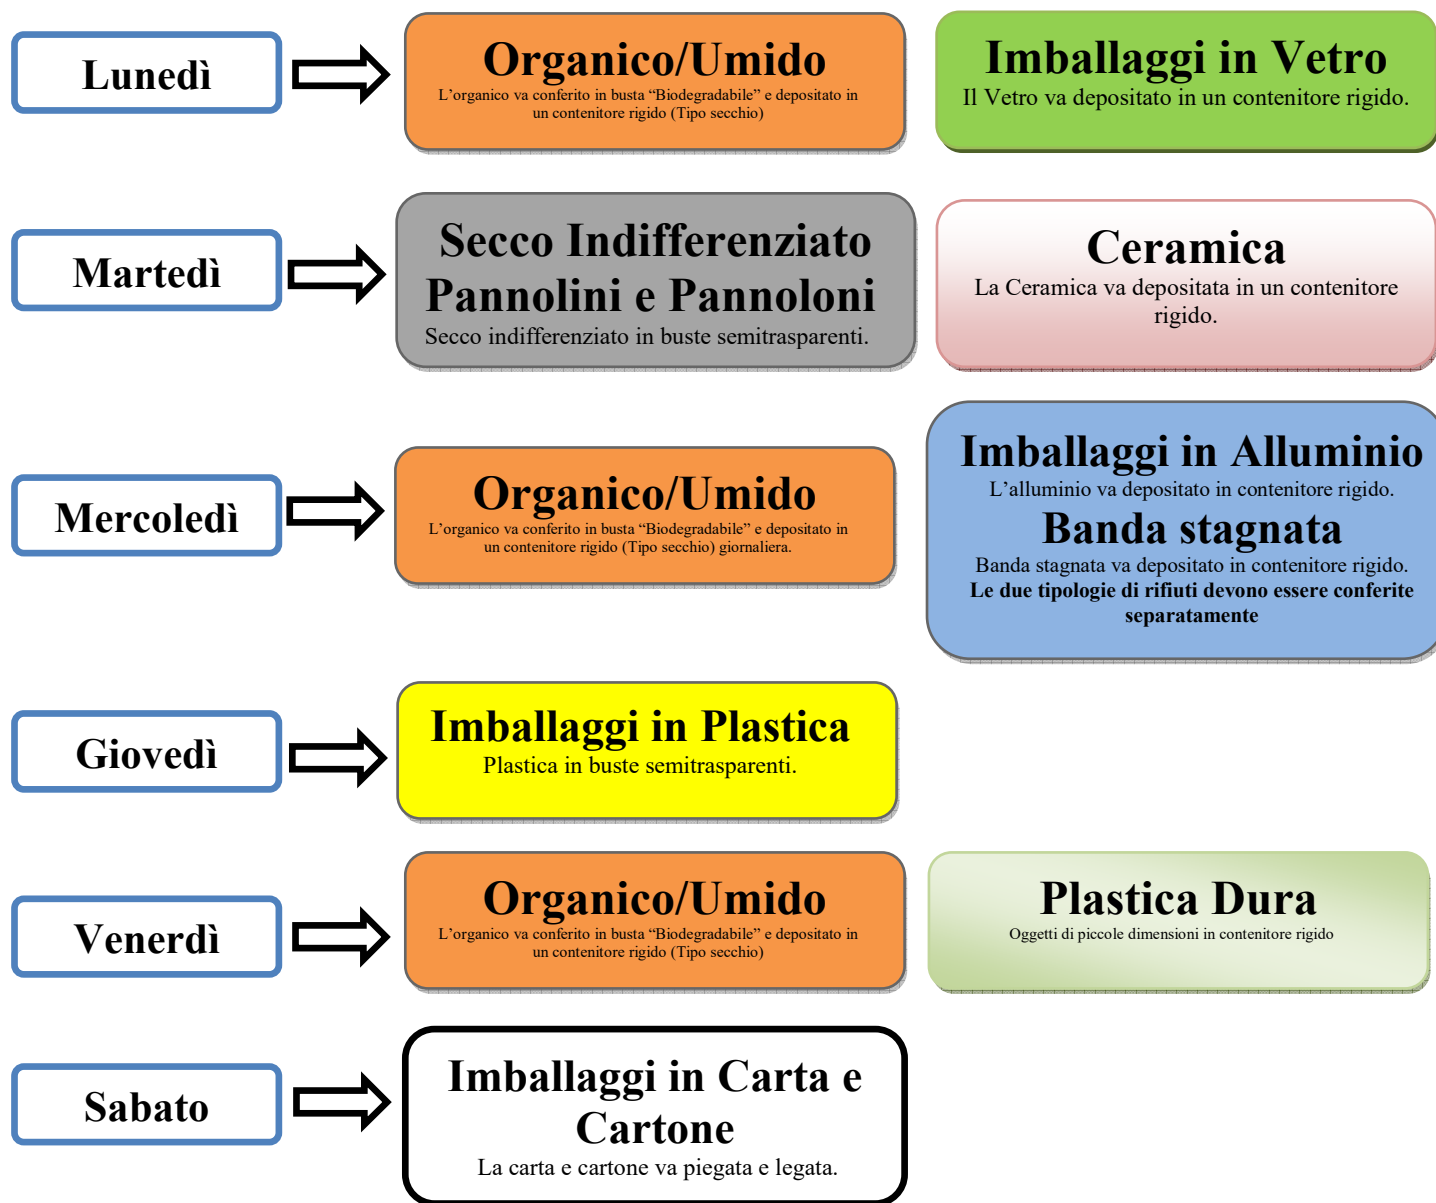 Lunedì
Organico/Umido
L'organico va conferito in busta “Biodegradabile” e depositato in
un contenitore rigido (Tipo secchio)
Imballaggi in Vetro
Il Vetro va depositato in un contenitore rigido.
Martedì
Secco Indifferenziato
Pannolini e Pannoloni
Secco indifferenziato in buste semitrasparenti.
Ceramica
La Ceramica va depositata in un contenitore
rigido.
Mercoledì
Organico/Umido
L'organico va conferito in busta “Biodegradabile” e depositato in
un contenitore rigido (Tipo secchio) giornaliera.
Imballaggi in Alluminio
L'alluminio va depositato in contenitore rigido.
Banda stagnata
Banda stagnata va depositato in contenitore rigido.
Le due tipologie di rifiuti devono essere conferite
separatamente
Giovedì
Imballaggi in Plastica
Plastica in buste semitrasparenti.
Venerdì
Organico/Umido
L'organico va conferito in busta “Biodegradabile” e depositato in
un contenitore rigido (Tipo secchio)
Plastica Dura
Oggetti di piccole dimensioni in contenitore rigido
Sabato
Imballaggi in Carta e
Cartone
La carta e cartone va piegata e legata.